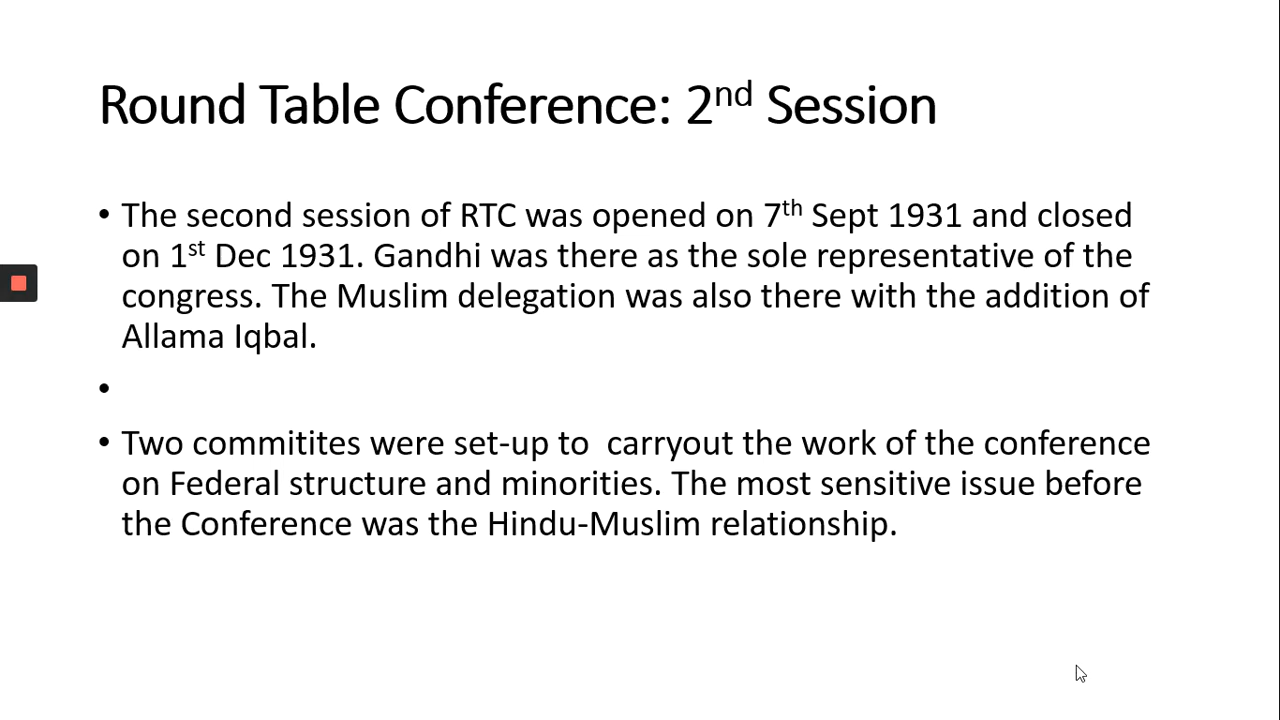 Round Table Conference: 2nd Session
• The second session of RTC was opened on 7th Sept 1931 and closed
on 1st Dec 1931. Gandhi was there as the sole representative of the
congress. The Muslim delegation was also there with the addition of
Allama Iqbal.
•
• Two commitites were set-up to  carryout the work of the conference
on Federal structure and minorities. The most sensitive issue before
the Conference was the Hindu-Muslim relationship.